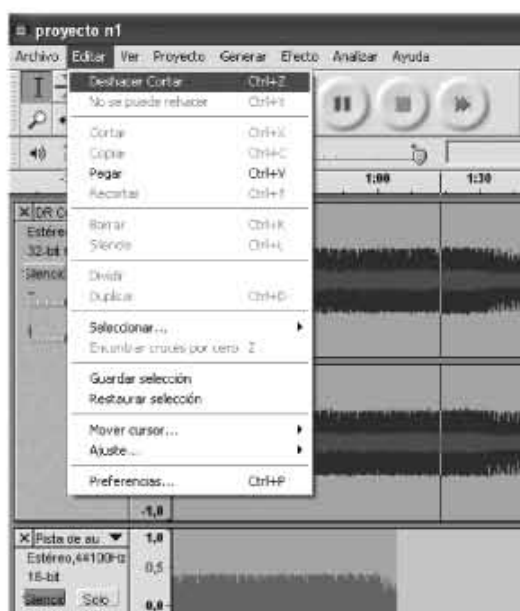 proyecto n1
Archivo Editar Ver Proyecto Generar Efecto Analizar Ayuda
Deshacer Cortar Ctrl+Z
No se puede rehacer Ctrl+Y
Cortar Ctrl+X
Copiar Ctrl+C
Pegar Ctrl+V
Recortar Ctrl+T
Borrar Ctrl+K
Silencio Ctrl+L
Dividir
Duplicar Ctrl+D
Seleccionar...
Encontrar cruces por cero Z
Guardar selección
Restaurar selección
Mover cursor...
Ajuste...
Preferencias... Ctrl+P
1:00 1:30
X DR C
Estére
32-bit
Silencio
-1,0
X Pista de au
Estéreo,44100Hz
16-bit
Silencio Solo
1,0
0,5
0,0